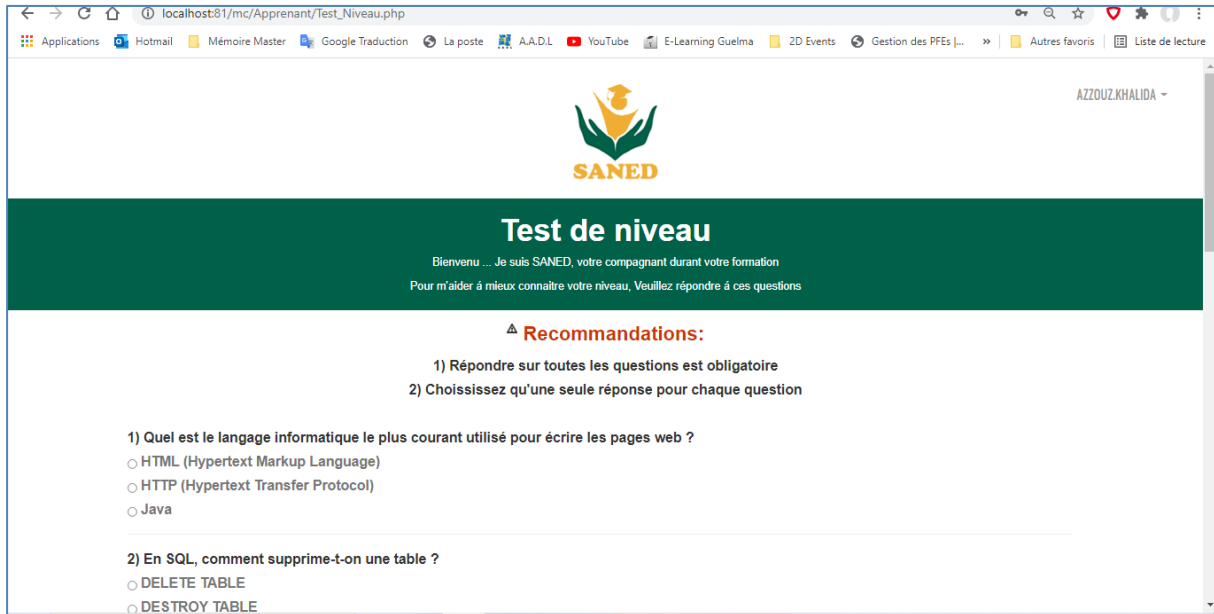 localhost:81/mc/Apprenant/Test_Niveau.php
Applications Hotmail Mémoire Master Google Traduction La poste A.A.D.L YouTube E-Learning Guelma 2D Events Gestion des PFEs |... » Autres favoris Liste de lecture
AZZOUZ.KHALIDA
SANED
Test de niveau
Bienvenu ... Je suis SANED, votre compagnant durant votre formation
Pour m'aider á mieux connaitre votre niveau, Veuillez répondre á ces questions
Recommandations:
1) Répondre sur toutes les questions est obligatoire
2) Choississez qu'une seule réponse pour chaque question
1) Quel est le langage informatique le plus courant utilisé pour écrire les pages web ?
HTML (Hypertext Markup Language)
HTTP (Hypertext Transfer Protocol)
Java
2) En SQL, comment supprime-t-on une table ?
DELETE TABLE
DESTROY TABLE